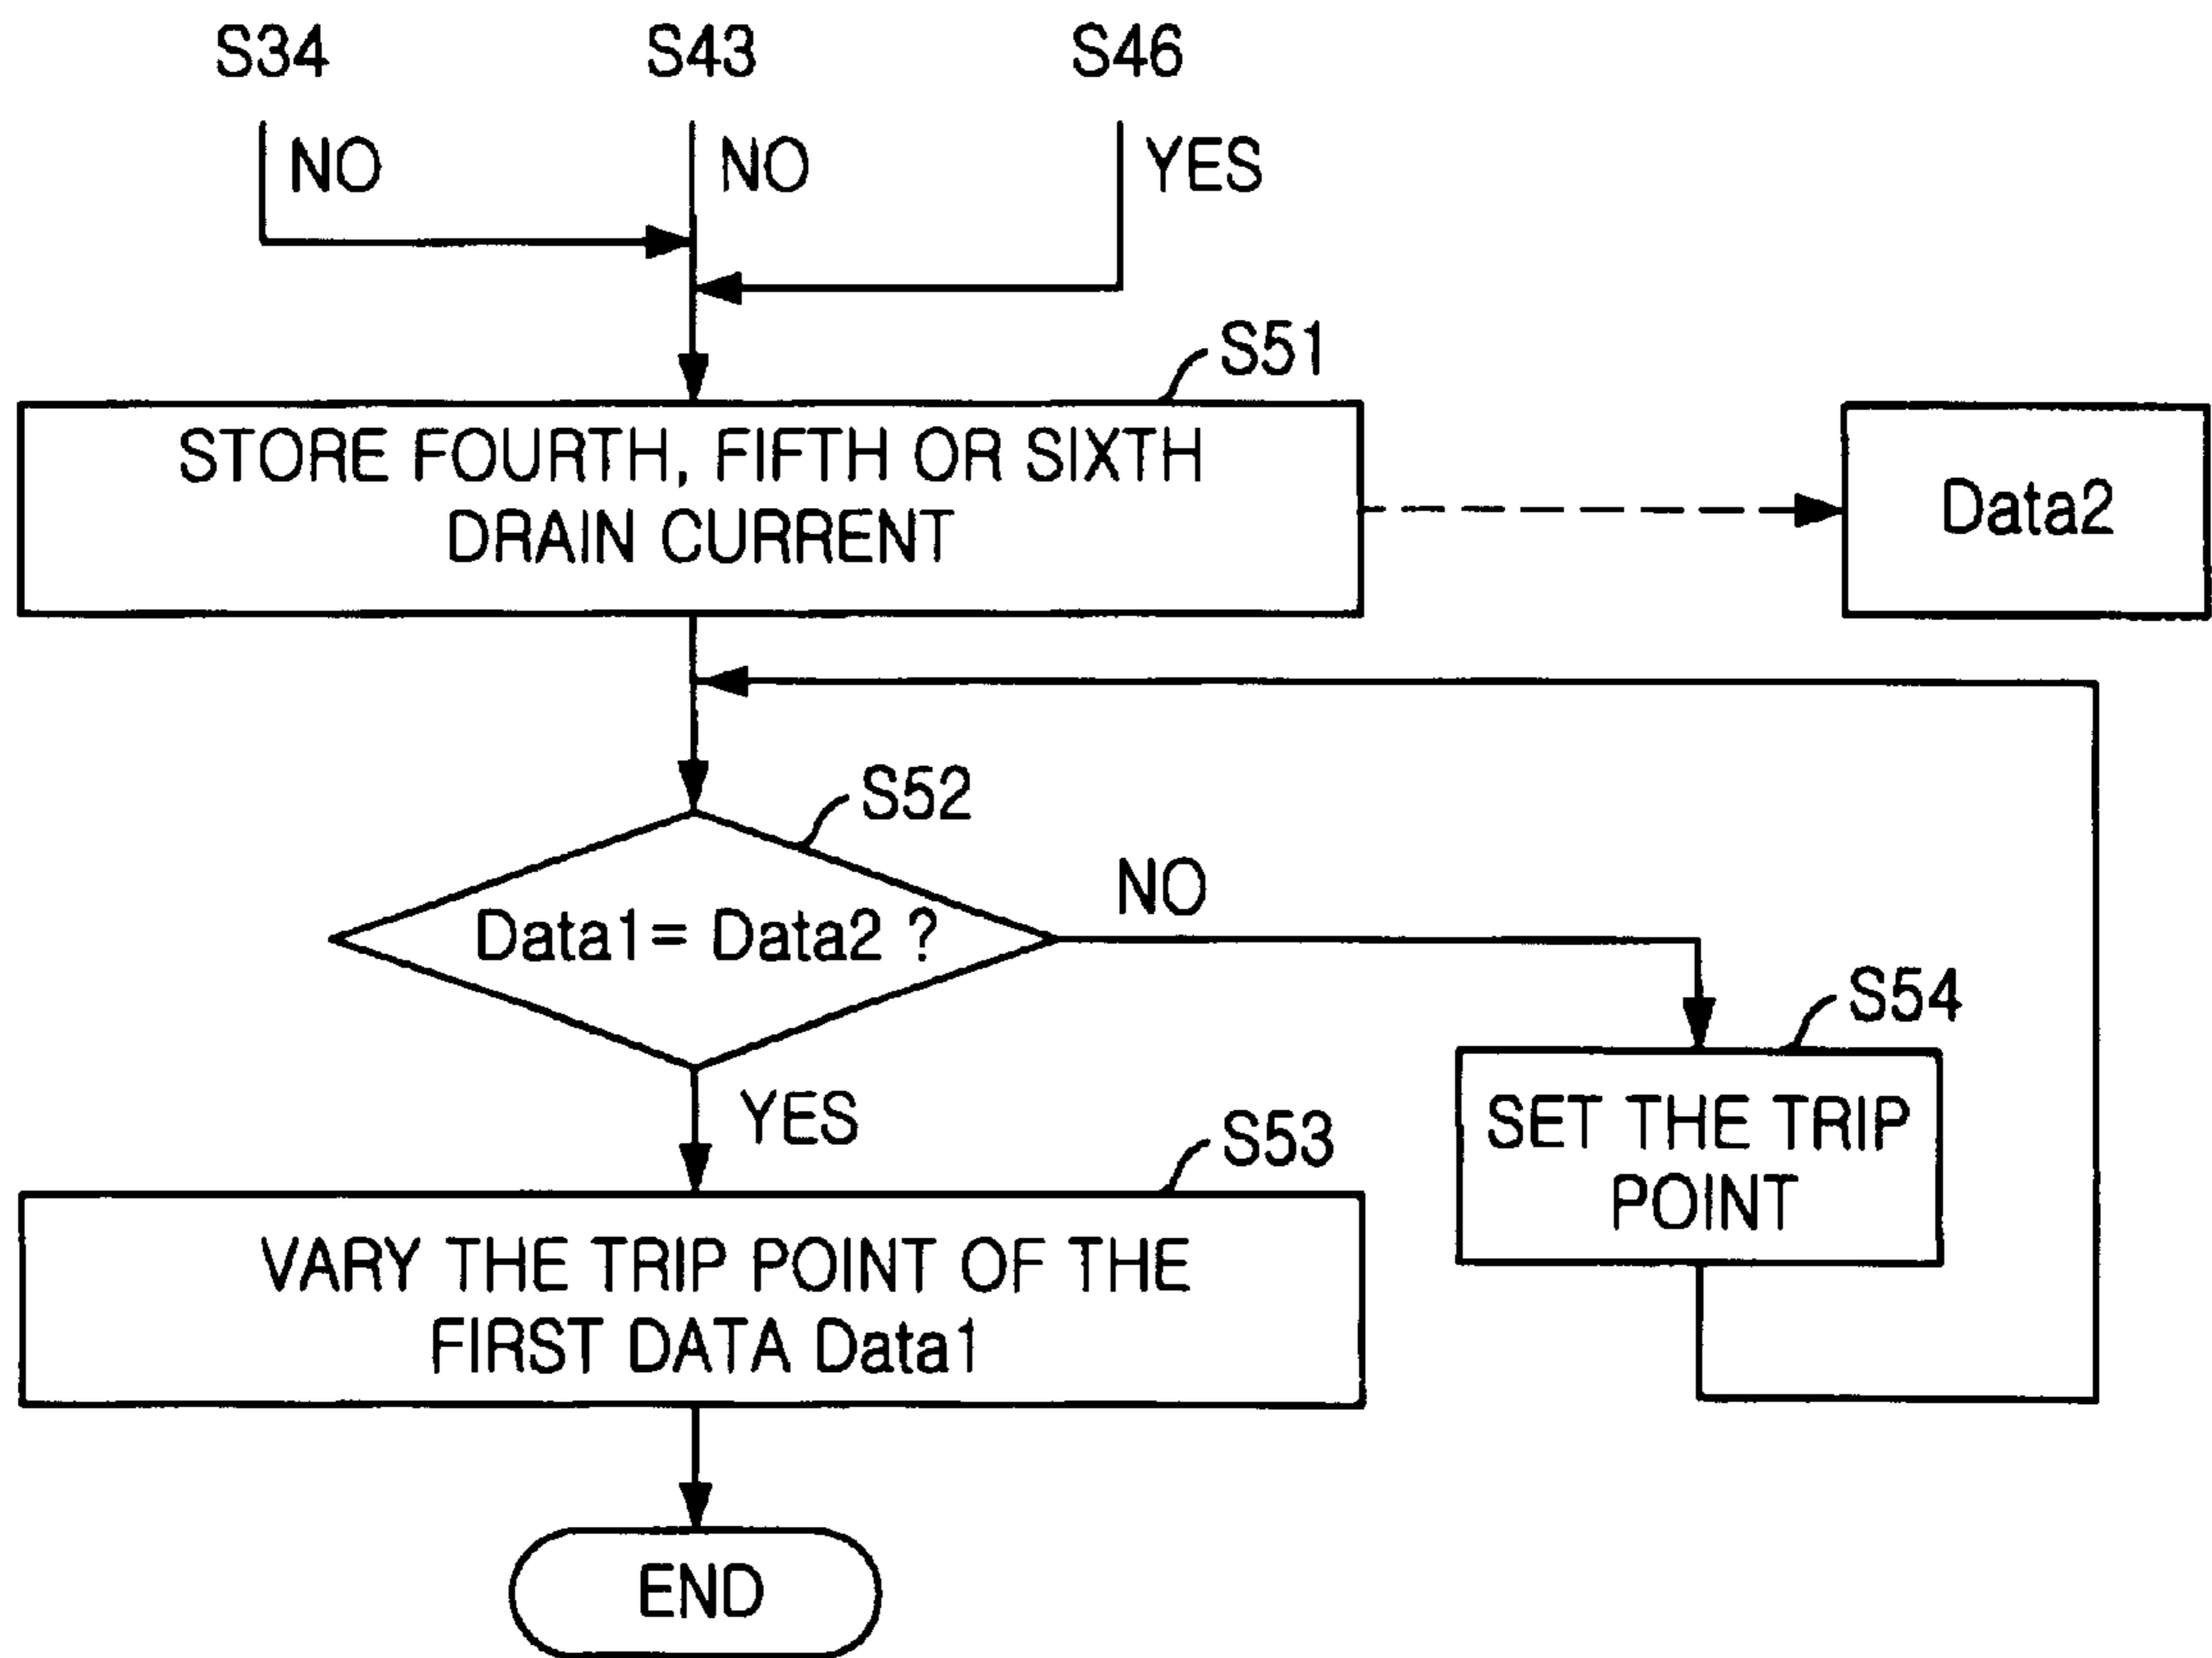 S34
S43
S46
NO
NO
YES
S51
STORE FOURTH, FIFTH OR SIXTH
DRAIN CURRENT
Data2
S52
Data1= Data2 ?
NO
S54
SET THE TRIP
POINT
YES
S53
VARY THE TRIP POINT OF THE
FIRST DATA Data1
END